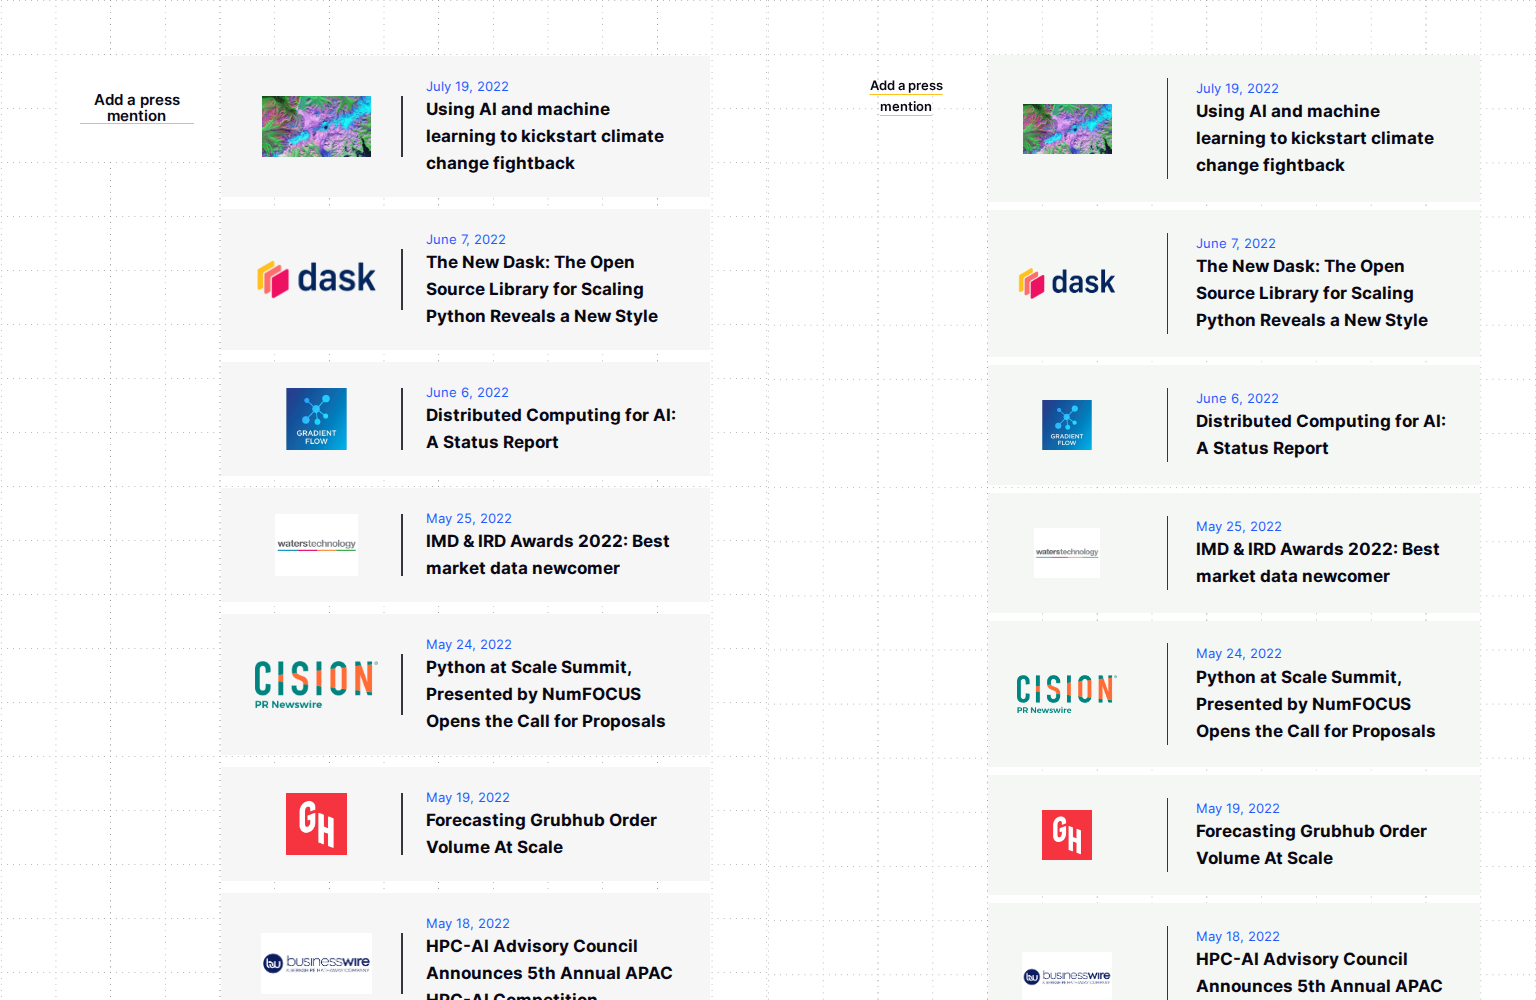 Add a press
mention
July 19, 2022
Using AI and machine
learning to kickstart climate
change fightback
dask
June 7, 2022
The New Dask: The Open
Source Library for Scaling
Python Reveals a New Style
GRADIENT
FLOW
June 6, 2022
Distributed Computing for AI:
A Status Report
waterstechnology
May 25, 2022
IMD & IRD Awards 2022: Best
market data newcomer
CISION
PR Newswire
May 24, 2022
Python at Scale Summit,
Presented by NumFOCUS
Opens the Call for Proposals
GH
May 19, 2022
Forecasting Grubhub Order
Volume At Scale
businesswire
A BERKSHIRE HATHAWAY COMPANY
May 18, 2022
HPC-AI Advisory Council
Announces 5th Annual APAC
HPC-AI Competition
Add a press
mention
July 19, 2022
Using AI and machine
learning to kickstart climate
change fightback
dask
June 7, 2022
The New Dask: The Open
Source Library for Scaling
Python Reveals a New Style
GRADIENT
FLOW
June 6, 2022
Distributed Computing for AI:
A Status Report
waterstechnology
May 25, 2022
IMD & IRD Awards 2022: Best
market data newcomer
CISION
PR Newswire
May 24, 2022
Python at Scale Summit,
Presented by NumFOCUS
Opens the Call for Proposals
GH
May 19, 2022
Forecasting Grubhub Order
Volume At Scale
businesswire
A BERKSHIRE HATHAWAY COMPANY
May 18, 2022
HPC-AI Advisory Council
Announces 5th Annual APAC